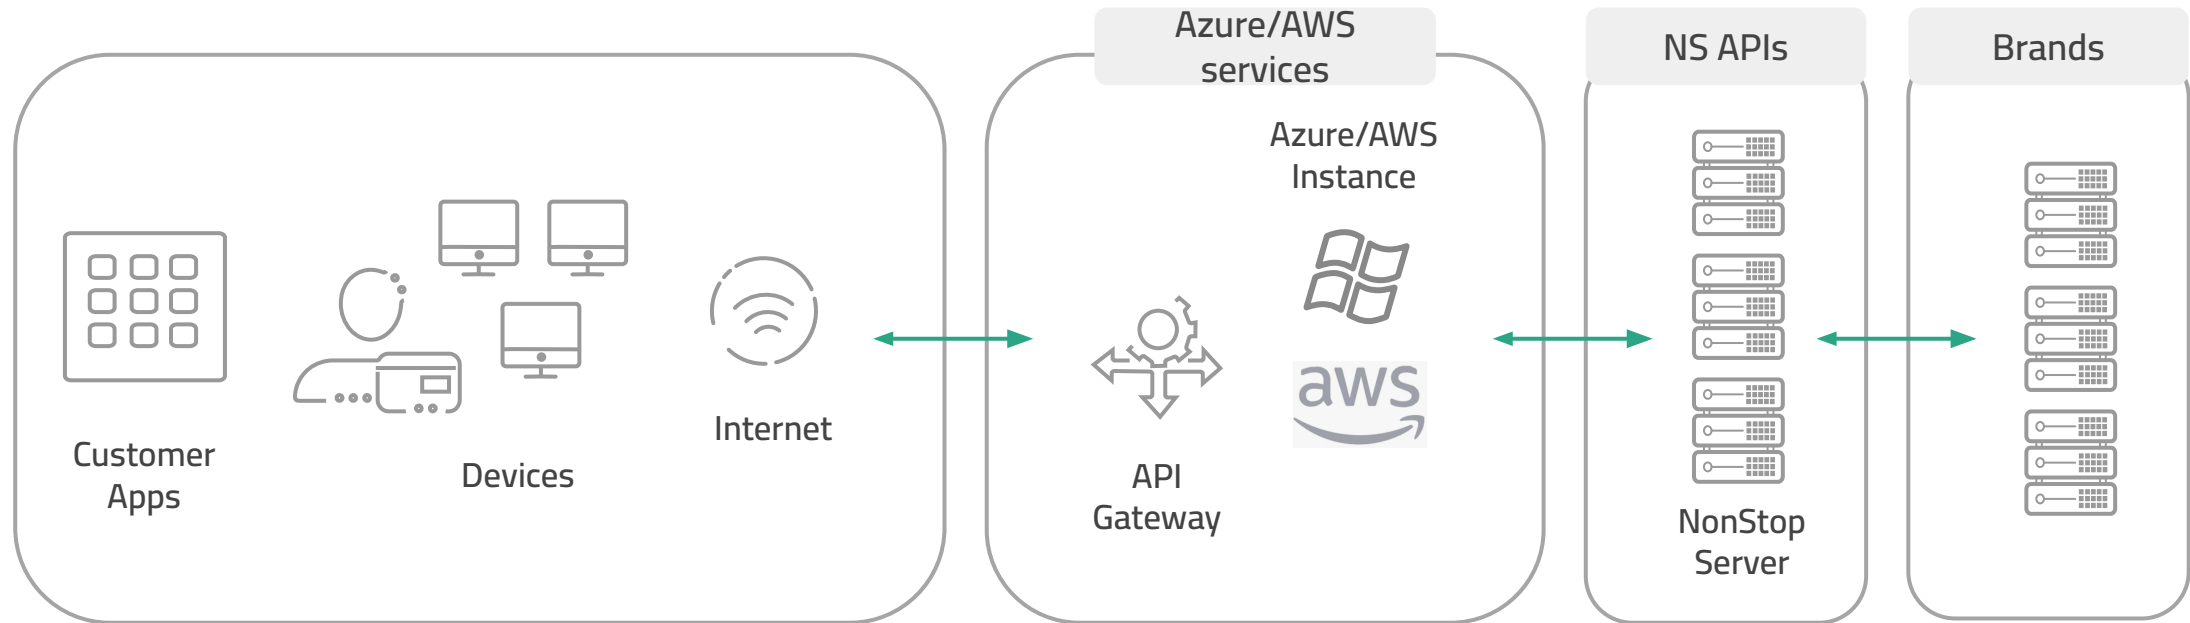 Azure/AWS
services
NS APIs
Brands
Azure/AWS
Instance
aws
Customer
Apps
Devices
Internet
API
Gateway
NonStop
Server